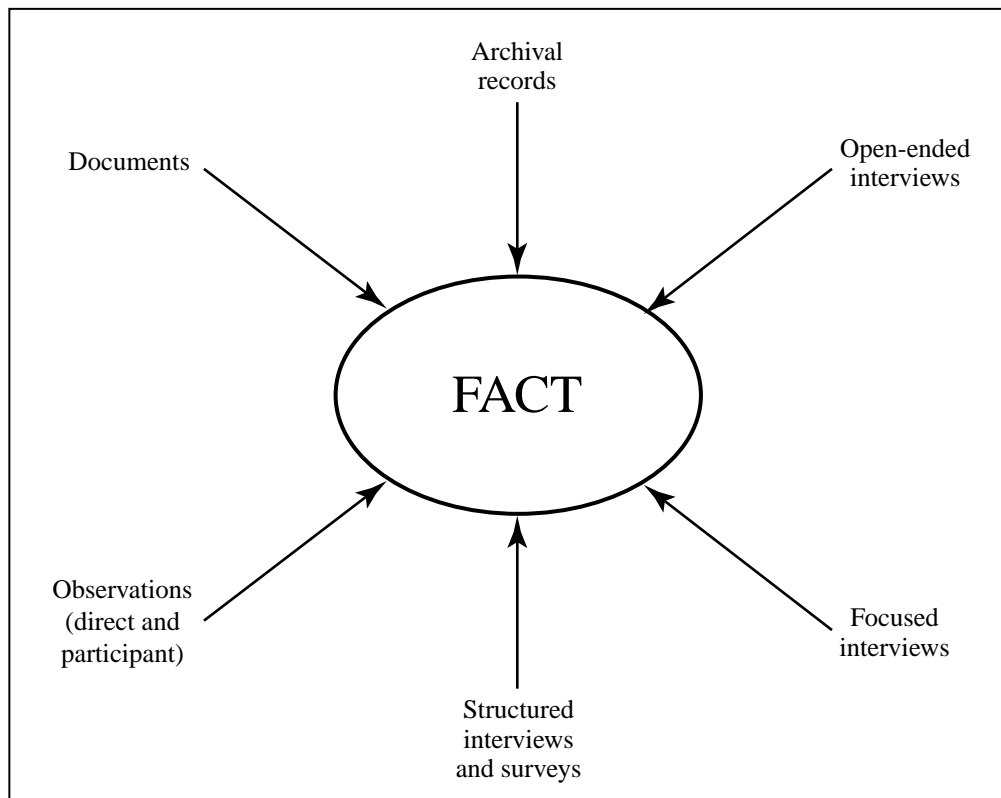 Archival
records
Documents
Open-ended
interviews
FACT
Observations
(direct and
participant)
Focused
interviews
Structured
interviews
and surveys